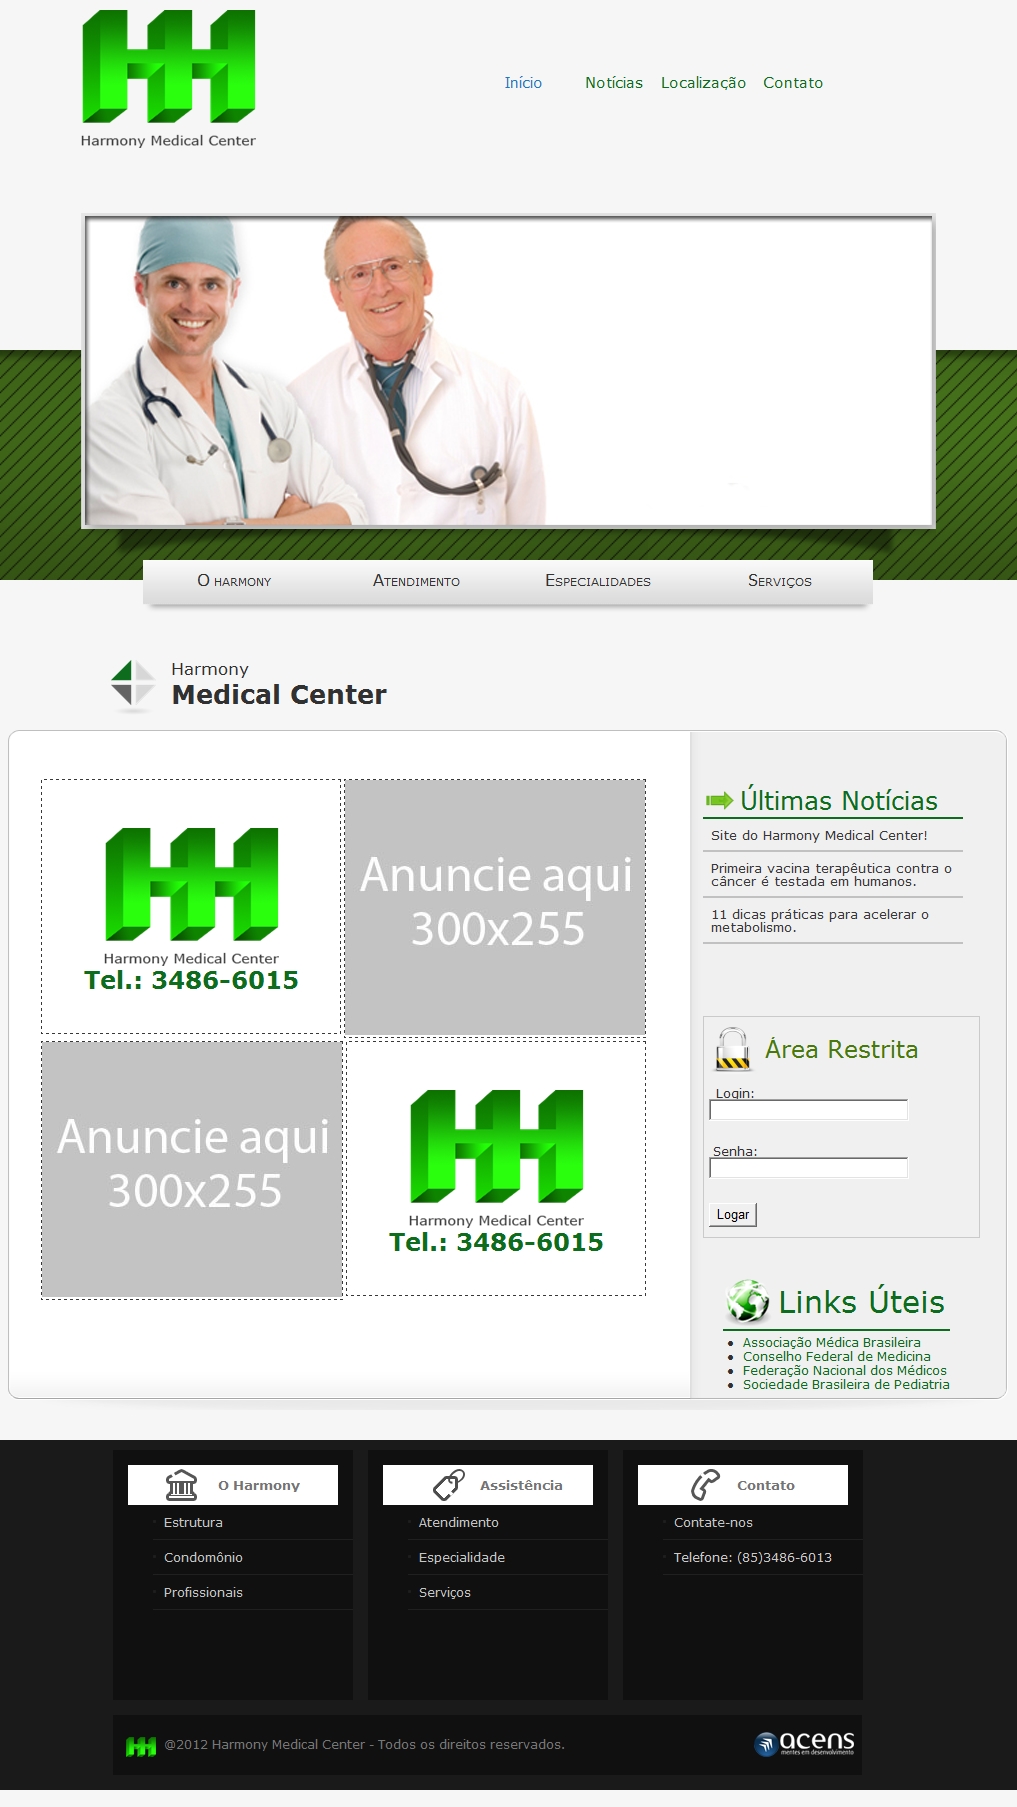 Harmony Medical Center
Início Notícias Localização Contato
O harmony Atendimento Especialidades Serviços
Harmony
Medical Center
Harmony Medical Center
Tel.: 3486-6015
Anuncie aqui
300x255
Anuncie aqui
300x255
Harmony Medical Center
Tel.: 3486-6015
Últimas Notícias
Site do Harmony Medical Center!
Primeira vacina terapêutica contra o
câncer é testada em humanos.
11 dicas práticas para acelerar o
metabolismo.
Área Restrita
Login:
Senha:
Logar
Links Úteis
Associação Médica Brasileira
Conselho Federal de Medicina
Federação Nacional dos Médicos
Sociedade Brasileira de Pediatria
O Harmony
Estrutura
Condomônio
Profissionais
Assistência
Atendimento
Especialidade
Serviços
Contato
Contate-nos
Telefone: (85)3486-6013
@2012 Harmony Medical Center - Todos os direitos reservados.
acens
mentes em desenvolvimento